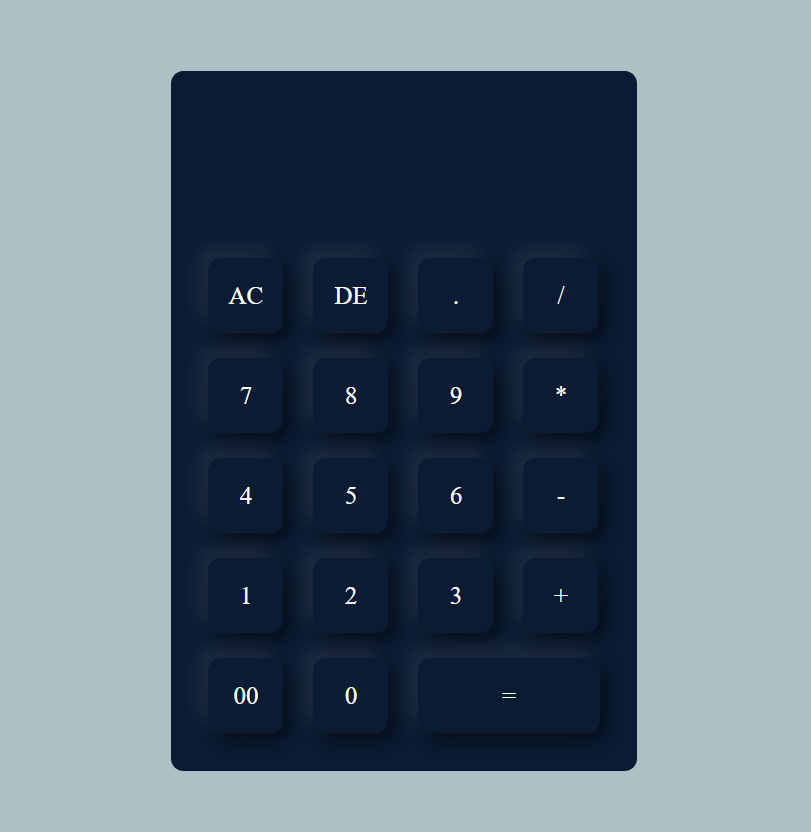 AC DE . /
7 8 9 *
4 5 6 -
1 2 3 +
00 0 =